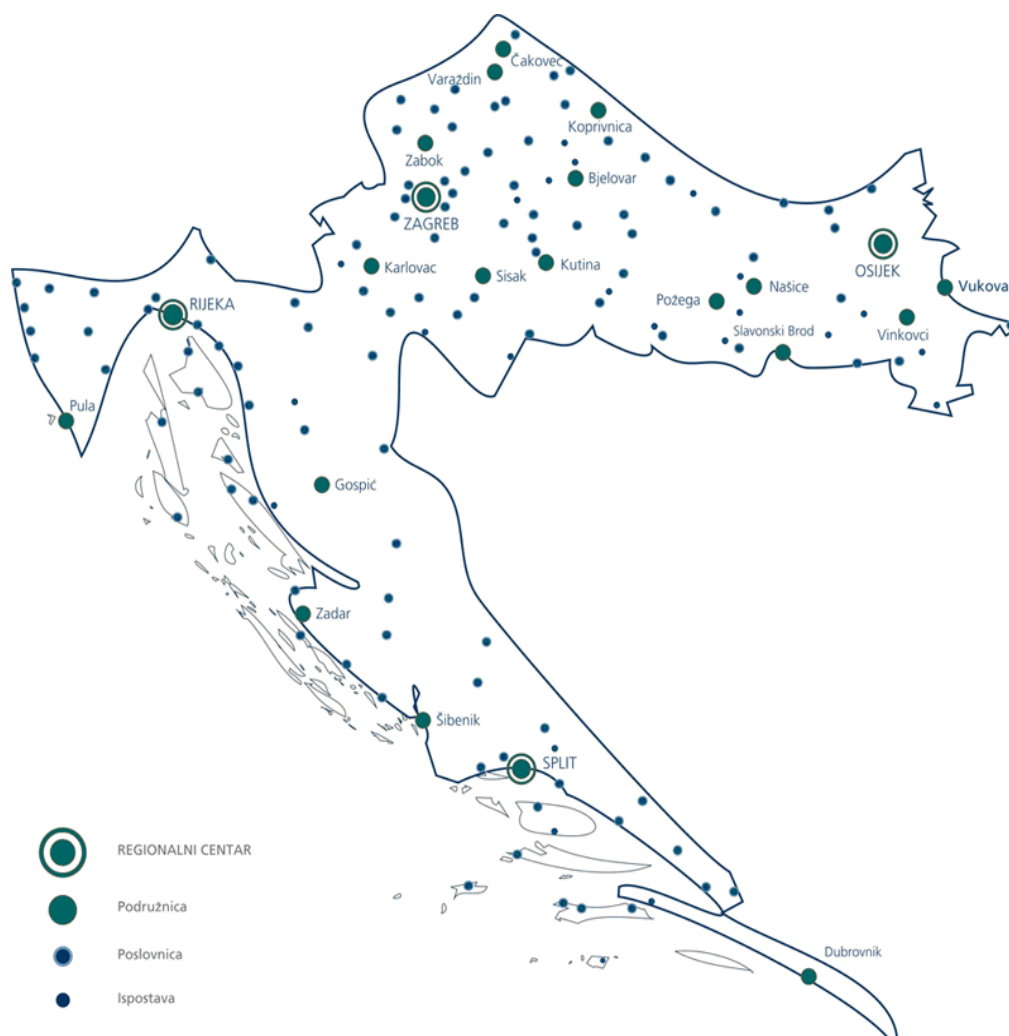 Čakovec
Varaždin
Koprivnica
Zabok
Bjelovar
ZAGREB
OSIJEK
Karlovac
Sisak
Kutina
Našice
Vukova
RIJEKA
Požega
Slavonski Brod
Vinkovci
Pula
Gospić
Zadar
Šibenik
SPLIT
REGIONALNI CENTAR
Podružnica
Dubrovnik
Poslovnica
Ispostava